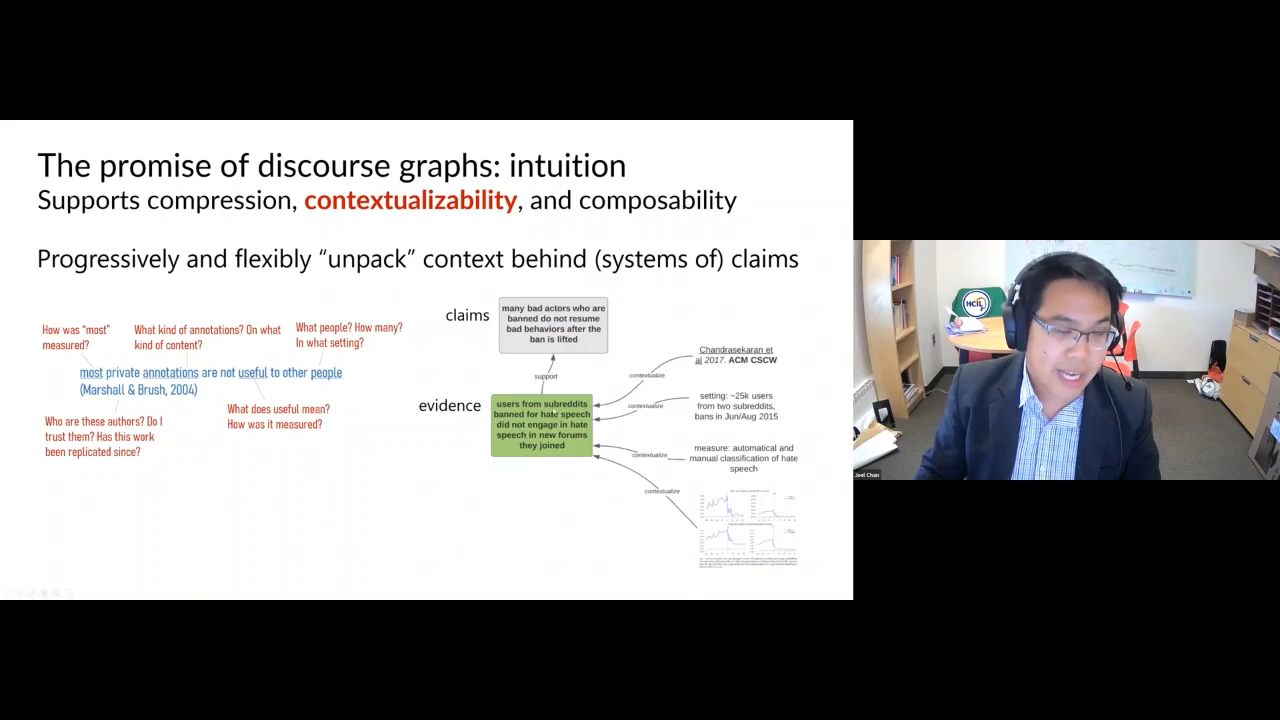 The promise of discourse graphs: intuition
Supports compression, contextualizability, and composability
Progressively and flexibly “unpack” context behind (systems of) claims
How was “most”
measured?
What kind of annotations? On what
kind of content?
What people? How many?
In what setting?
most private annotations are not useful to other people
(Marshall & Brush, 2004)
Who are these authors? Do I
trust them? Has this work
been replicated since?
What does useful mean?
How was it measured?
claims
many bad actors who are
banned do not resume
bad behaviors after the
ban is lifted
support
evidence
users from subreddits
banned for hate speech
did not engage in hate
speech in new forums
they joined
contextualize
contextualize
contextualize
contextualize
Chandrasekaran et
al 2017. ACM CSCW
setting: ~25k users
from two subreddits,
bans in Jun/Aug 2015
measure: automatical and
manual classification of hate
speech
HCIL
Joel Chan